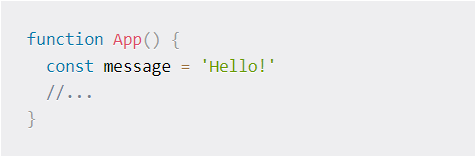 function App() {
  const message = 'Hello!'
  //...
}